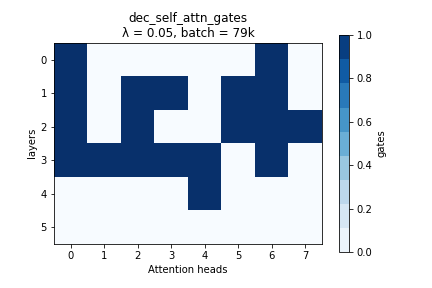 dec_self_attn_gates
λ = 0.05, batch = 79k
layers
0
1
2
3
4
5
0 1 2 3 4 5 6 7
Attention heads
1.0
0.8
0.6
0.4
0.2
0.0
gates